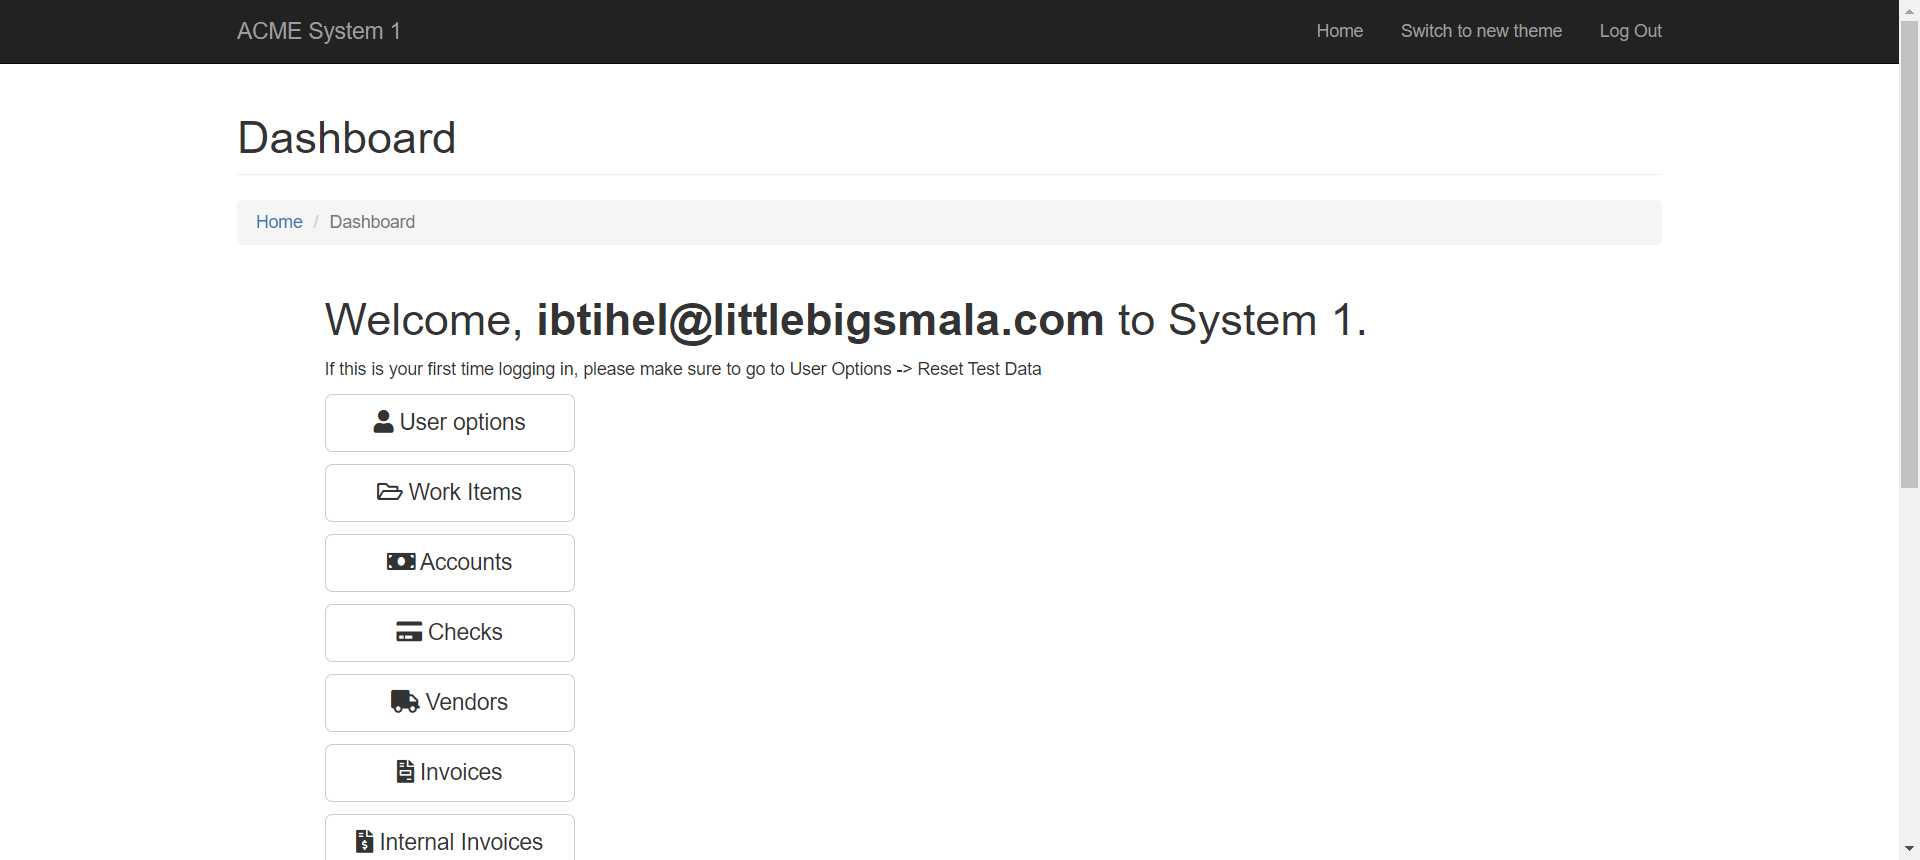 ACME System 1
Home
Switch to new theme
Log Out
Dashboard
Home / Dashboard
Welcome, ibtihel@littlebigsmala.com to System 1.
If this is your first time logging in, please make sure to go to User Options -> Reset Test Data
User options
Work Items
Accounts
Checks
Vendors
Invoices
Internal Invoices